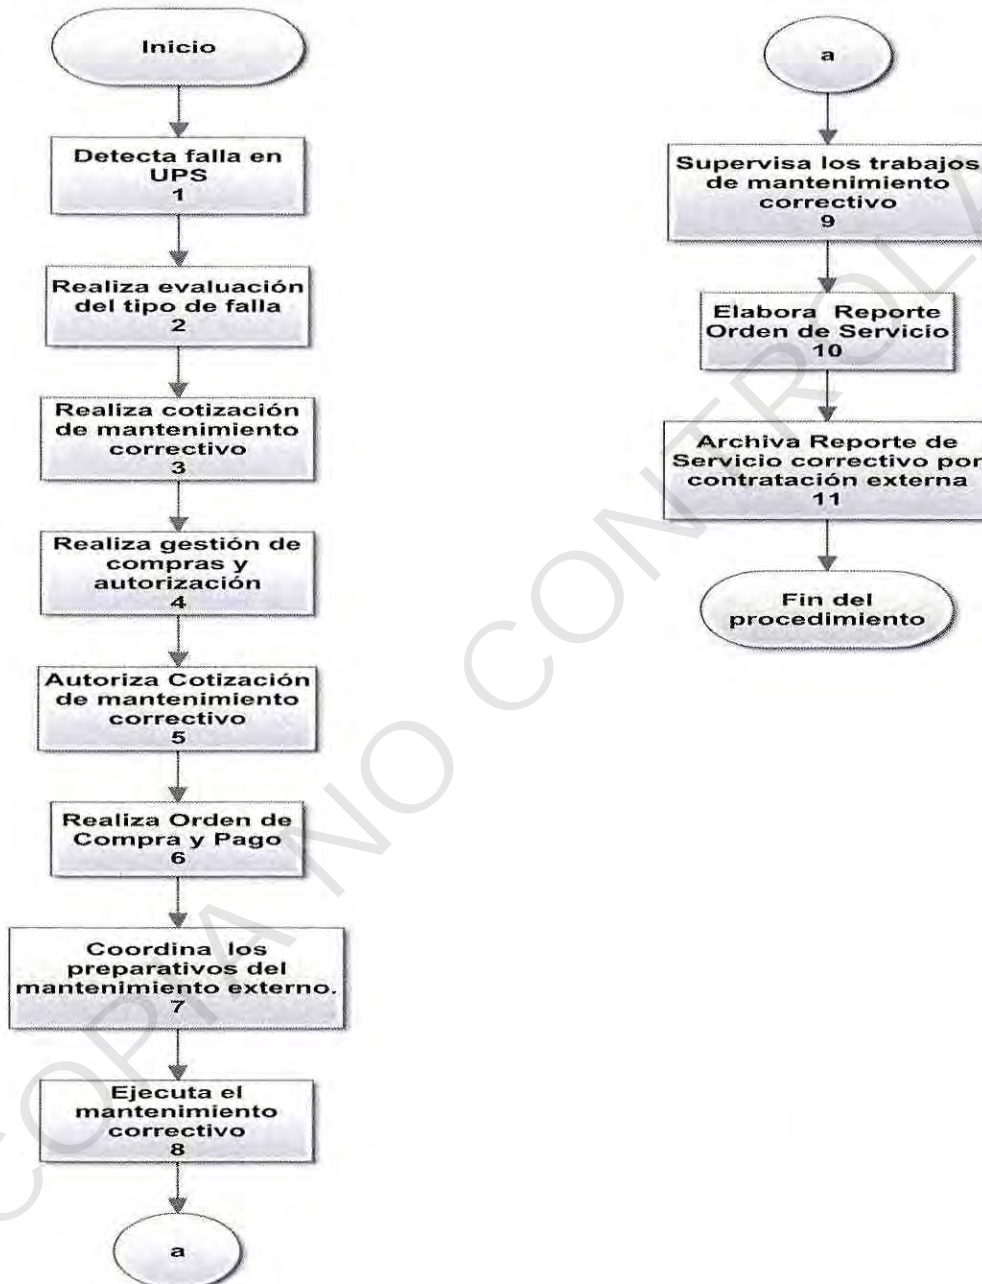 Inicio
Detecta falla en
UPS
1
Realiza evaluación
del tipo de falla
2
Realiza cotización
de mantenimiento
correctivo
3
Realiza gestión de
compras y
autorización
4
Autoriza Cotización
de mantenimiento
correctivo
5
Realiza Orden de
Compra y Pago
6
Coordina los
preparativos del
mantenimiento externo.
7
Ejecuta el
mantenimiento
correctivo
8
a
a
Supervisa los trabajos
de mantenimiento
correctivo
9
Elabora Reporte
Orden de Servicio
10
Archiva Reporte de
Servicio correctivo por
contratación externa
11
Fin del
procedimiento
COPIA NO CONTROL